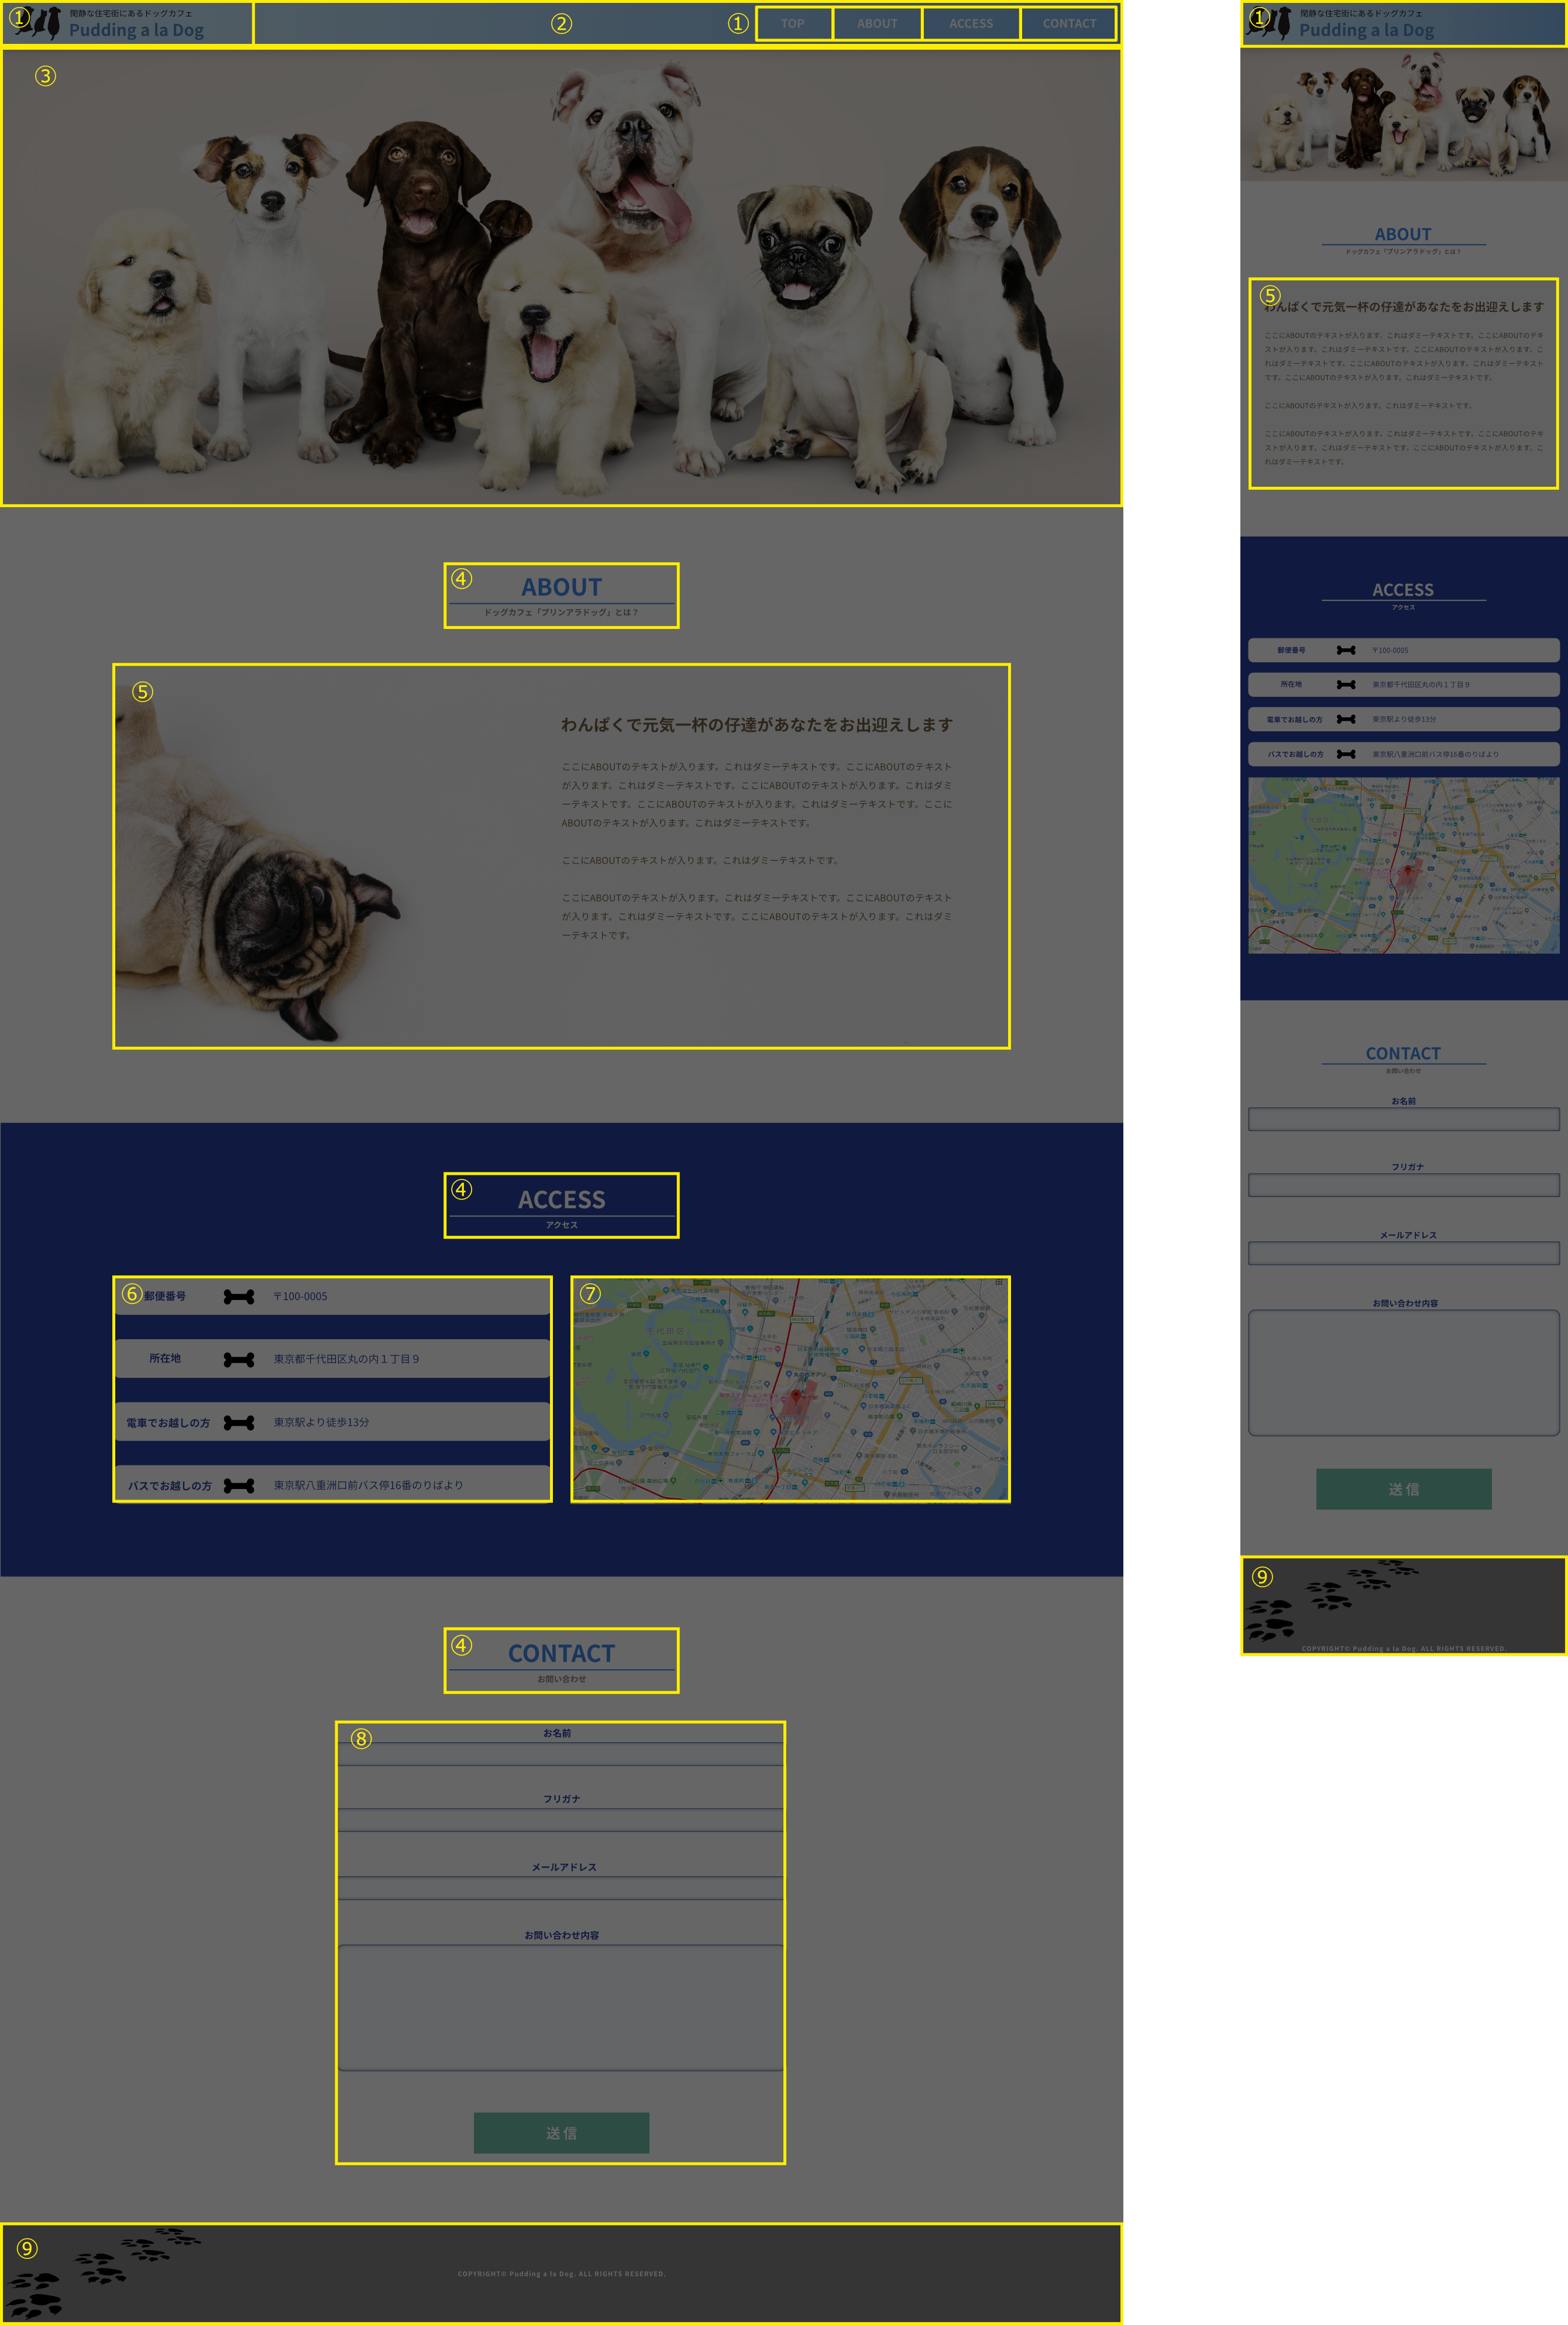 ①
閑静な住宅街にあるドッグカフェ
Pudding a la Dog
②
①
TOP
ABOUT
ACCESS
CONTACT
③
④
ABOUT
ドッグカフェ「プリンアラドッグ」とは？
⑤
わんぱくで元気一杯の仔達があなたをお出迎えします
ここにABOUTのテキストが入ります。これはダミーテキストです。ここにABOUTのテキスト
が入ります。これはダミーテキストです。ここにABOUTのテキストが入ります。これはダミ
ーテキストです。ここにABOUTのテキストが入ります。これはダミーテキストです。ここに
ABOUTのテキストが入ります。これはダミーテキストです。
ここにABOUTのテキストが入ります。これはダミーテキストです。
ここにABOUTのテキストが入ります。これはダミーテキストです。ここにABOUTのテキスト
が入ります。これはダミーテキストです。ここにABOUTのテキストが入ります。これはダミ
ーテキストです。
④
ACCESS
アクセス
⑥
郵便番号
〒100-0005
所在地
東京都千代田区丸の内１丁目９
電車でお越しの方
東京駅より徒歩13分
バスでお越しの方
東京駅八重洲口前バス停16番のりばより
⑦
千代田区
④
CONTACT
お問い合わせ
⑧
お名前
フリガナ
メールアドレス
お問い合わせ内容
送信
⑨
COPYRIGHT© Pudding a la Dog. ALL RIGHTS RESERVED.
①
閑静な住宅街にあるドッグカフェ
Pudding a la Dog
ABOUT
ドッグカフェ「プリンアラドッグ」とは？
⑤
わんぱくで元気一杯の仔達があなたをお出迎えします
ここにABOUTのテキストが入ります。これはダミーテキストです。ここにABOUTのテキ
ストが入ります。これはダミーテキストです。ここにABOUTのテキストが入ります。こ
れはダミーテキストです。ここにABOUTのテキストが入ります。これはダミーテキスト
です。ここにABOUTのテキストが入ります。これはダミーテキストです。
ここにABOUTのテキストが入ります。これはダミーテキストです。
ここにABOUTのテキストが入ります。これはダミーテキストです。ここにABOUTのテキ
ストが入ります。これはダミーテキストです。ここにABOUTのテキストが入ります。こ
れはダミーテキストです。
ACCESS
アクセス
郵便番号
〒100-0005
所在地
東京都千代田区丸の内１丁目９
電車でお越しの方
東京駅より徒歩13分
バスでお越しの方
東京駅八重洲口前バス停16番のりばより
CONTACT
お問い合わせ
お名前
フリガナ
メールアドレス
お問い合わせ内容
送信
⑨
COPYRIGHT© Pudding a la Dog. ALL RIGHTS RESERVED.